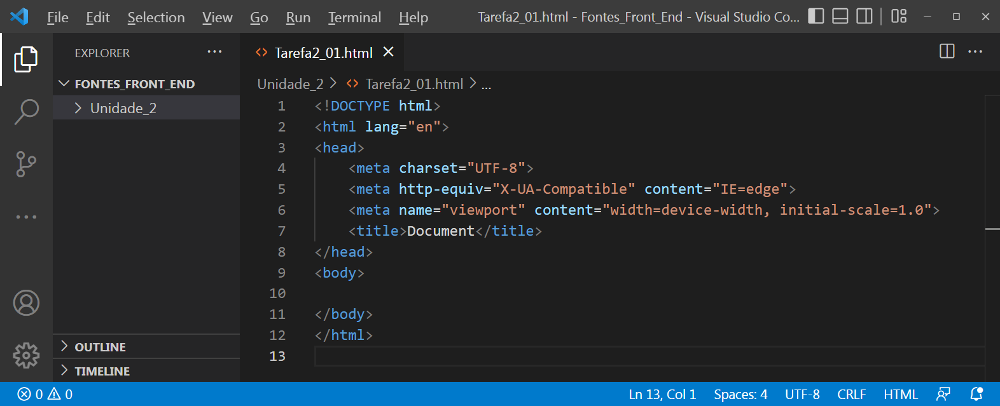 File Edit Selection View Go Run Terminal Help Tarefa2_01.html - Fontes_Front_End - Visual Studio Co...
EXPLORER ...
FONTES_FRONT_END
Unidade_2
OUTLINE
TIMELINE
<> Tarefa2_01.html
Unidade_2 > <> Tarefa2_01.html > ...
1 <!DOCTYPE html>
2 <html lang="en">
3 <head>
4     <meta charset="UTF-8">
5     <meta http-equiv="X-UA-Compatible" content="IE=edge">
6     <meta name="viewport" content="width=device-width, initial-scale=1.0">
7     <title>Document</title>
8 </head>
9 <body>
10
11 </body>
12 </html>
13
0 0 Ln 13, Col 1 Spaces: 4 UTF-8 CRLF HTML